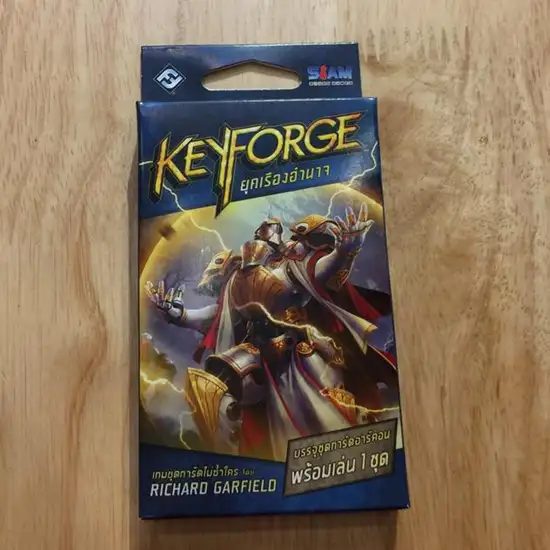 SIAM
BOARD GAMES
KEYFORGE
ยุคเรืองอำนาจ
บรรจุชุดการ์ดอาร์คอน
พร้อมเล่น 1 ชุด
เกมชุดการ์ดไม่ซ้ำใคร โดย
RICHARD GARFIELD